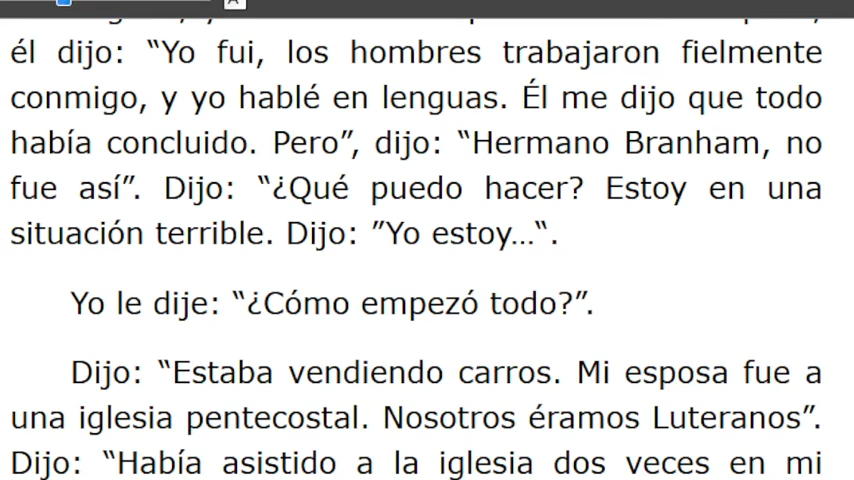 él dijo: “Yo fui, los hombres trabajaron fielmente
conmigo, y yo hablé en lenguas. Él me dijo que todo
había concluido. Pero”, dijo: “Hermano Branham, no
fue así”. Dijo: “¿Qué puedo hacer? Estoy en una
situación terrible. Dijo: ”Yo estoy...“.
Yo le dije: “¿Cómo empezó todo?”.
Dijo: “Estaba vendiendo carros. Mi esposa fue a
una iglesia pentecostal. Nosotros éramos Luteranos”.
Dijo: “Había asistido a la iglesia dos veces en mi